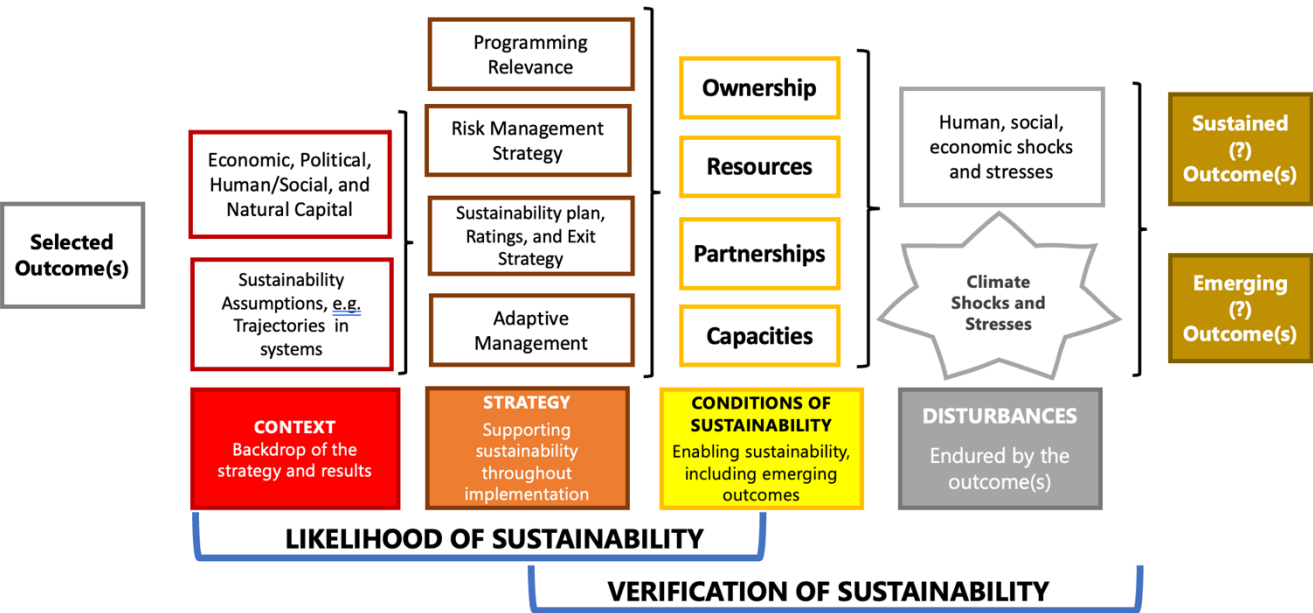 Selected
Outcome(s)
Economic, Political,
Human/Social, and
Natural Capital
Sustainability
Assumptions, e.g.
Trajectories in
systems
CONTEXT
Backdrop of the
strategy and results
Programming
Relevance
Risk Management
Strategy
Sustainability plan,
Ratings, and Exit
Strategy
Adaptive
Management
STRATEGY
Supporting
sustainability
throughout
implementation
Ownership
Resources
Partnerships
Capacities
CONDITIONS OF
SUSTAINABILITY
Enabling sustainability,
including emerging
outcomes
Human, social,
economic shocks
and stresses
Climate
Shocks and
Stresses
DISTURBANCES
Endured by the
outcome(s)
Sustained
(?)
Outcome(s)
Emerging
(?)
Outcome(s)
LIKELIHOOD OF SUSTAINABILITY
VERIFICATION OF SUSTAINABILITY